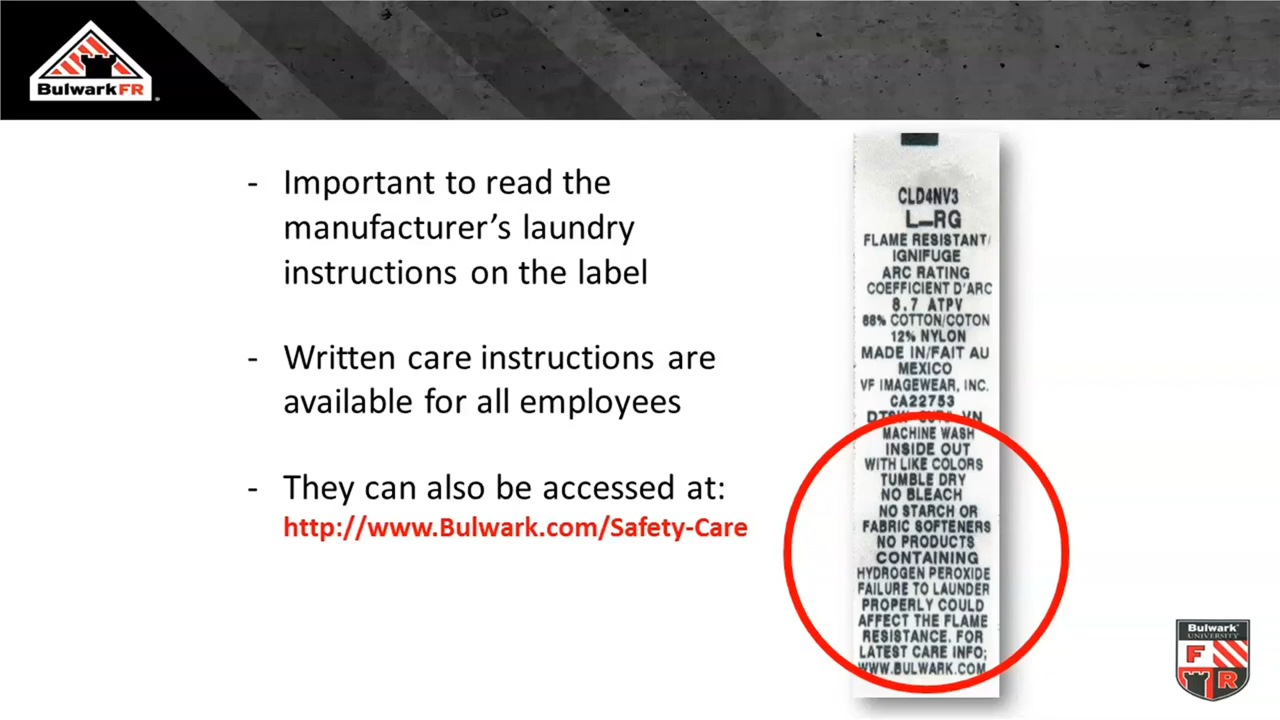 BulwarkFR
- Important to read the
manufacturer's laundry
instructions on the label
- Written care instructions are
available for all employees
- They can also be accessed at:
http://www.Bulwark.com/Safety-Care
CLD4NV3
L-RG
FLAME RESISTANT/
IGNIFUGE
ARC RATING
COEFFICIENT D'ARC
8.7 ATPV
88% COTTON/COTON
12% NYLON
MADE IN/FAIT AU
MEXICO
VF IMAGEWEAR, INC.
CA22753
MACHINE WASH
INSIDE OUT
WITH LIKE COLORS
TUMBLE DRY
NO BLEACH
NO STARCH OR
FABRIC SOFTENERS
NO PRODUCTS
CONTAINING
HYDROGEN PEROXIDE
FAILURE TO LAUNDER
PROPERLY COULD
AFFECT THE FLAME
RESISTANCE. FOR
LATEST CARE INFO;
WWW.BULWARK.COM
Bulwark
UNIVERSITY
F
R